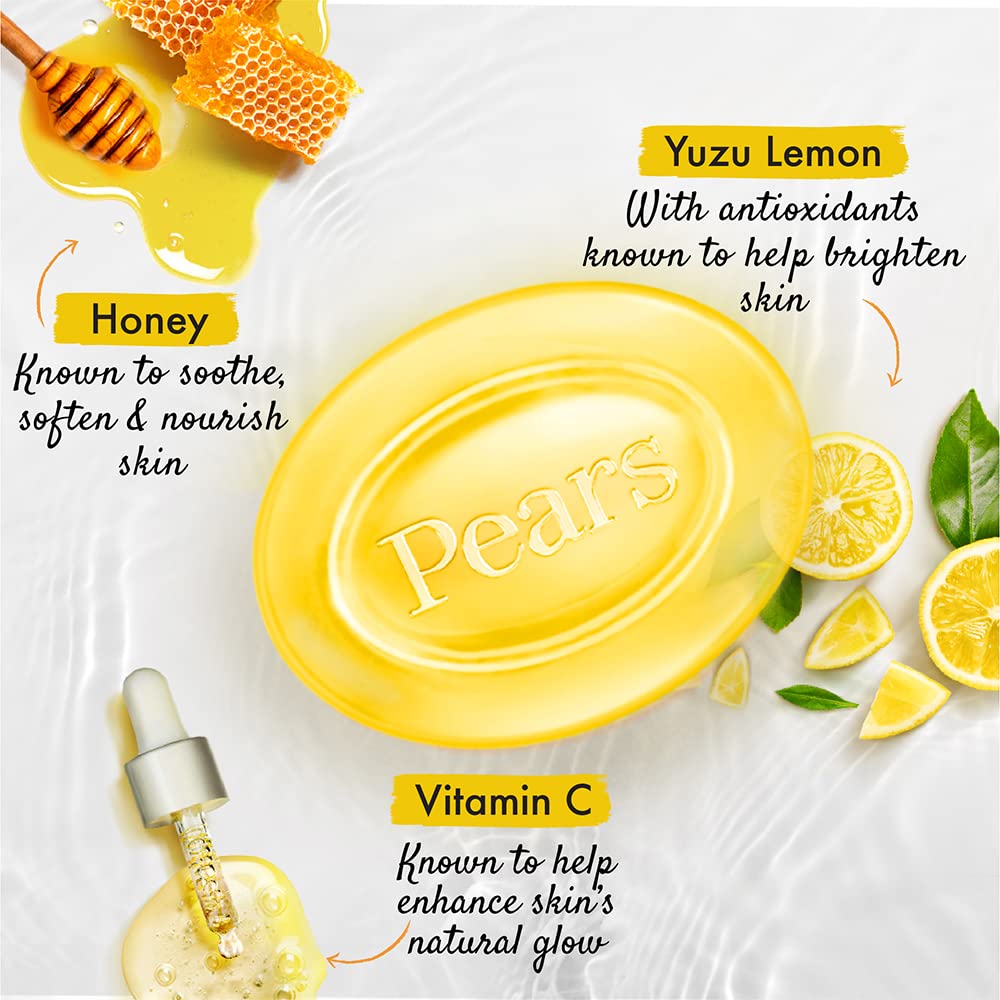 Yuzu Lemon
With antioxidants
known to help brighten
skin
Honey
Known to soothe,
soften & nourish
skin
Pears
Vitamin C
Known to help
enhance skin's
natural glow